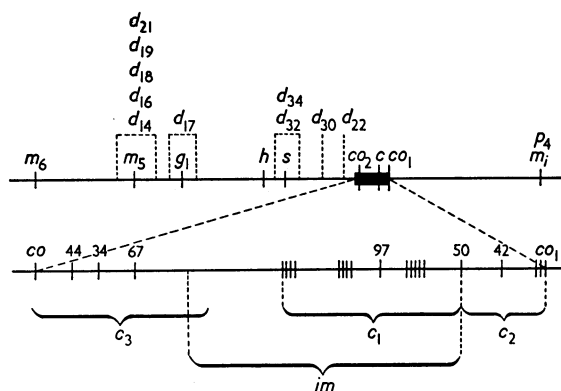 d21
d19
d18
d16 d34
d14 d17 d32 d30 d22 p4
m6 m5 g1 h s co2 c co1 mi
co 44 34 67 97 50 42 co1
c3 c1 c2
im